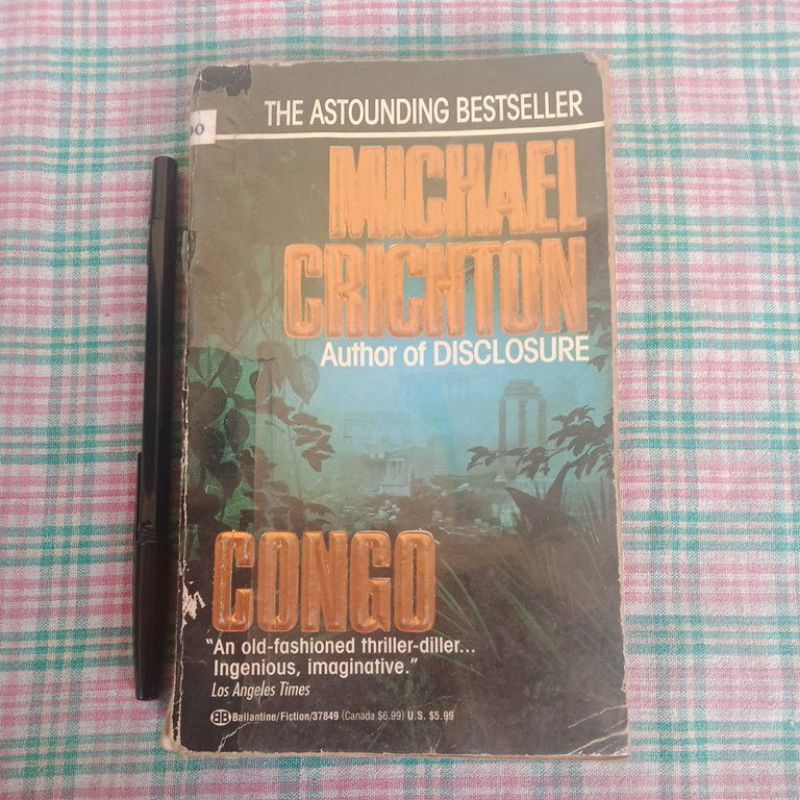 THE ASTOUNDING BESTSELLER
MICHAEL
CRICHTON
Author of DISCLOSURE
CONGO
"An old-fashioned thriller-diller...
Ingenious, imaginative."
Los Angeles Times
BB Ballantine/Fiction/37849 (Canada $6.99) U.S. $5.99